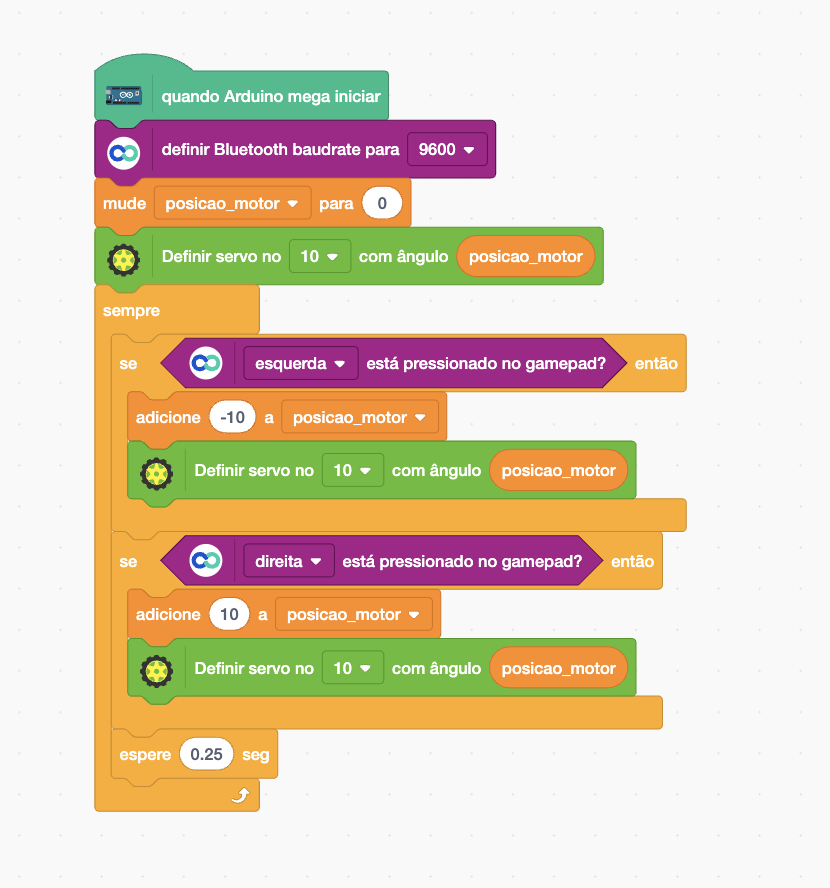 quando Arduino mega iniciar
definir Bluetooth baudrate para 9600
mude posicao_motor para 0
Definir servo no 10 com ângulo posicao_motor
sempre
se esquerda está pressionado no gamepad? então
adicione -10 a posicao_motor
Definir servo no 10 com ângulo posicao_motor
se direita está pressionado no gamepad? então
adicione 10 a posicao_motor
Definir servo no 10 com ângulo posicao_motor
espere 0.25 seg